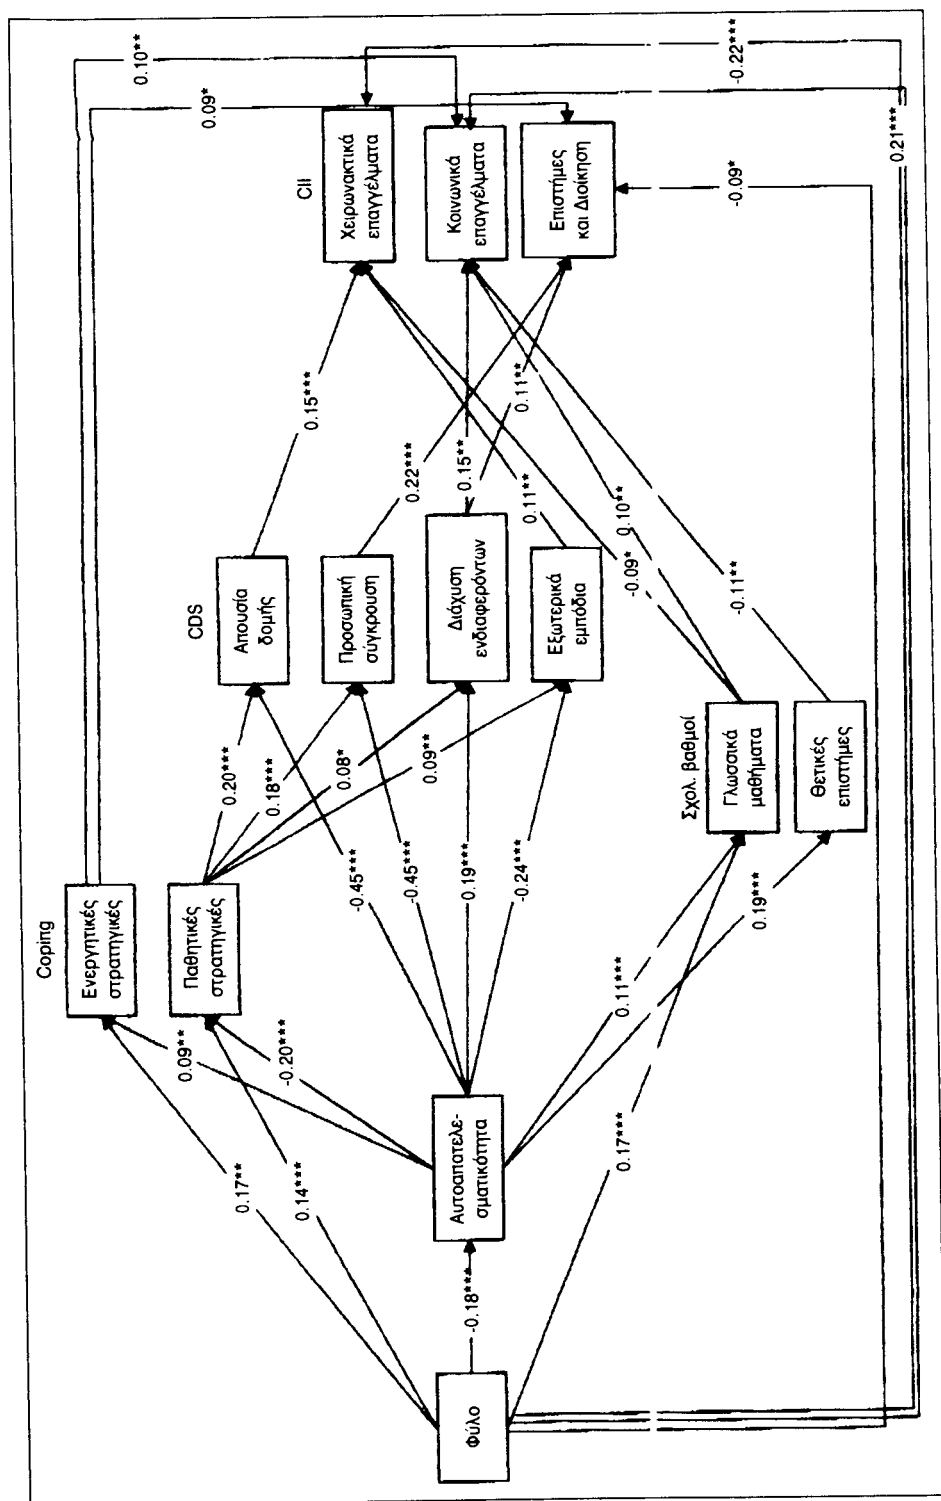 Coping
Ενεργητικές
στρατηγικές
Παθητικές
στρατηγικές
CDS
Απουσία
δομής
Προσωπική
σύγκρουση
Διάχυση
ενδιαφερόντων
Εξωτερικά
εμπόδια
CII
Χειρωνακτικά
επαγγέλματα
Κοινωνικά
επαγγέλματα
Επιστήμες
και Διοίκηση
Σχολ. βαθμοί
Γλωσσικά
μαθήματα
Θετικές
επιστήμες
Αυτοαπατελε-
σματικότητα
Φύλο
0.10**
0.09*
-0.22***
0.21***
-0.09*
0.15***
0.22***
0.15**
0.11**
0.11**
-0.09*
0.10**
-0.11**
0.20***
0.18***
0.08*
0.09**
-0.45***
-0.45***
0.19***
-0.24***
0.09**
-0.20***
0.11***
0.19***
0.17**
0.14***
-0.18***
0.17***